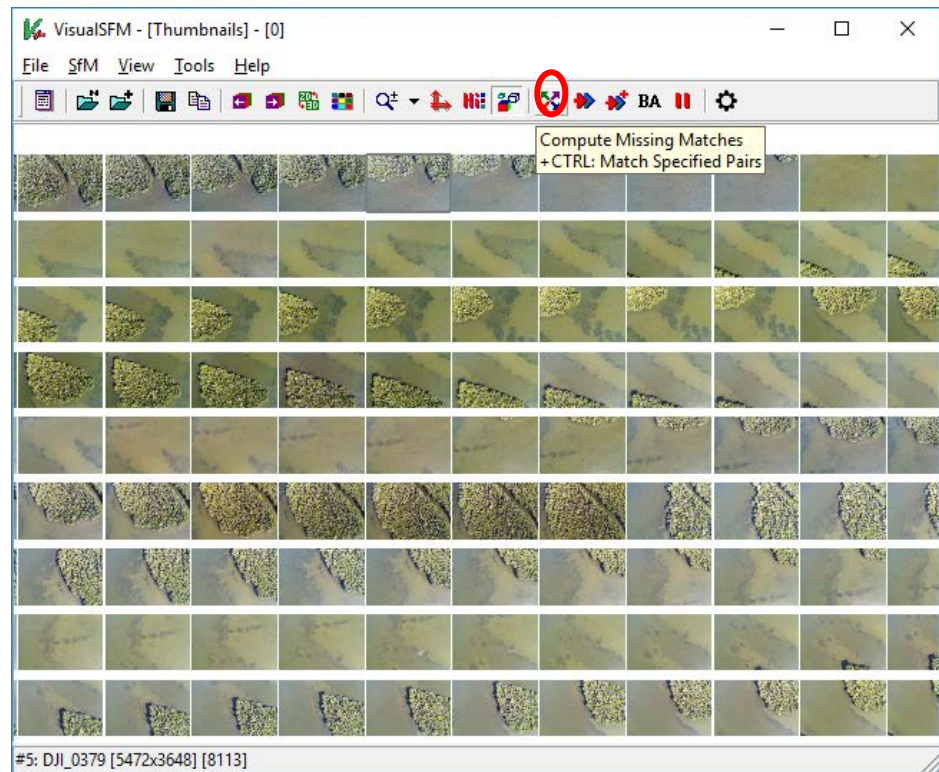 VisualSFM - [Thumbnails] - [0]
File SfM View Tools Help
BA
Compute Missing Matches
+CTRL: Match Specified Pairs
#5: DJI_0379 [5472x3648] [8113]